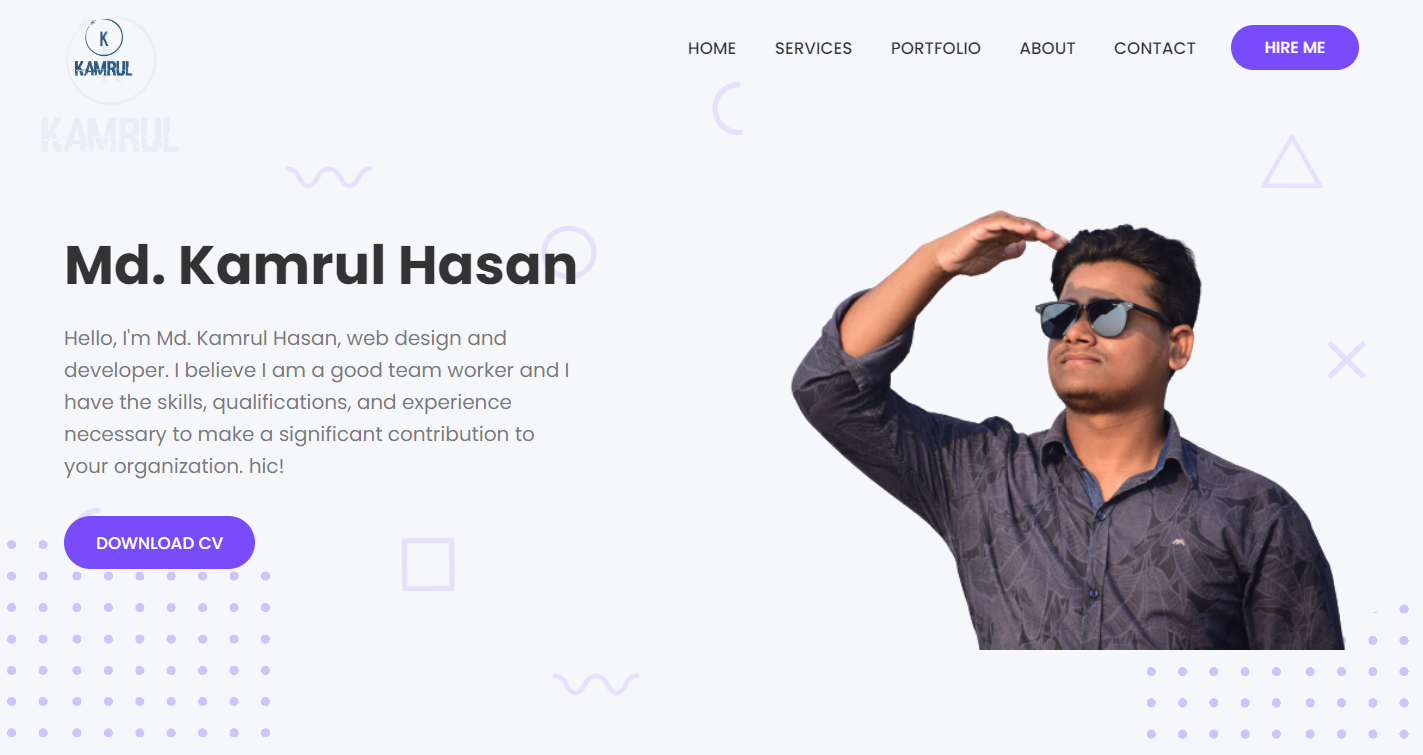 K
KAMRUL
HOME SERVICES PORTFOLIO ABOUT CONTACT HIRE ME
KAMRUL
Md. Kamrul Hasan
Hello, I'm Md. Kamrul Hasan, web design and
developer. I believe I am a good team worker and I
have the skills, qualifications, and experience
necessary to make a significant contribution to
your organization. hic!
DOWNLOAD CV